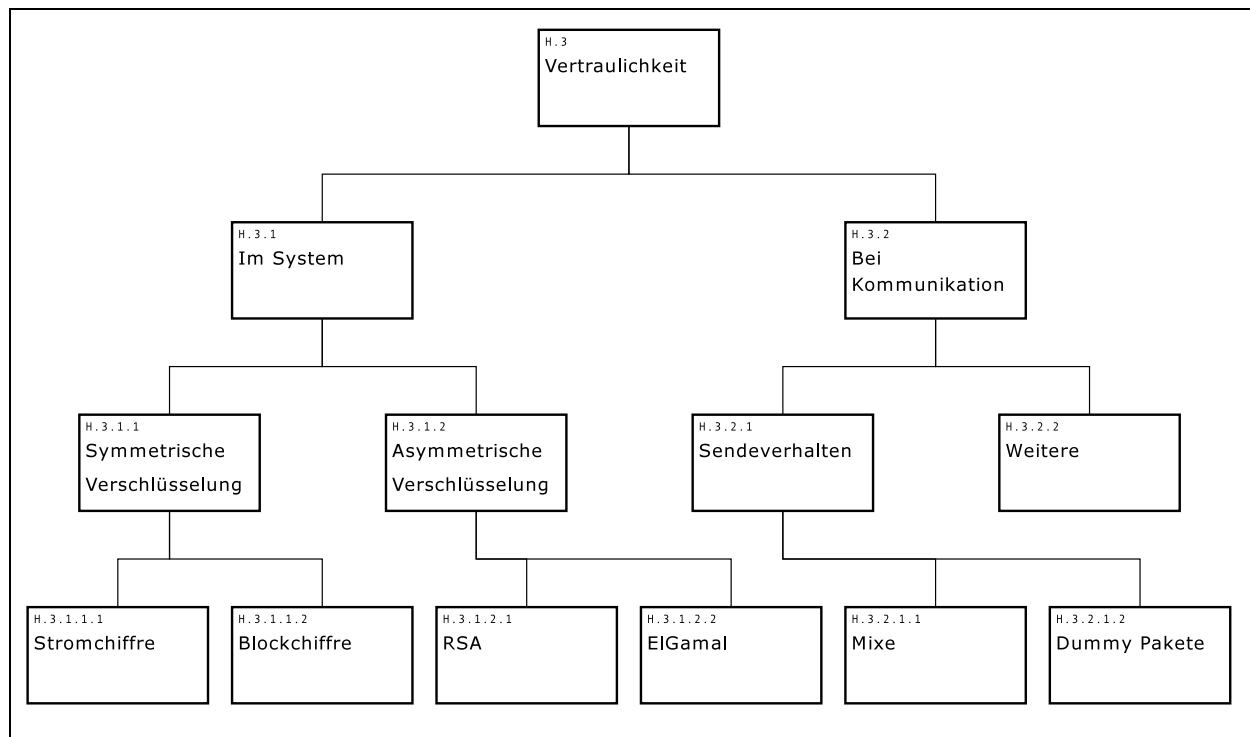 H.3
Vertraulichkeit
H.3.1
Im System
H.3.2
Bei
Kommunikation
H.3.1.1
Symmetrische
Verschlüsselung
H.3.1.2
Asymmetrische
Verschlüsselung
H.3.2.1
Sendeverhalten
H.3.2.2
Weitere
H.3.1.1.1
Stromchiffre
H.3.1.1.2
Blockchiffre
H.3.1.2.1
RSA
H.3.1.2.2
ElGamal
H.3.2.1.1
Mixe
H.3.2.1.2
Dummy Pakete